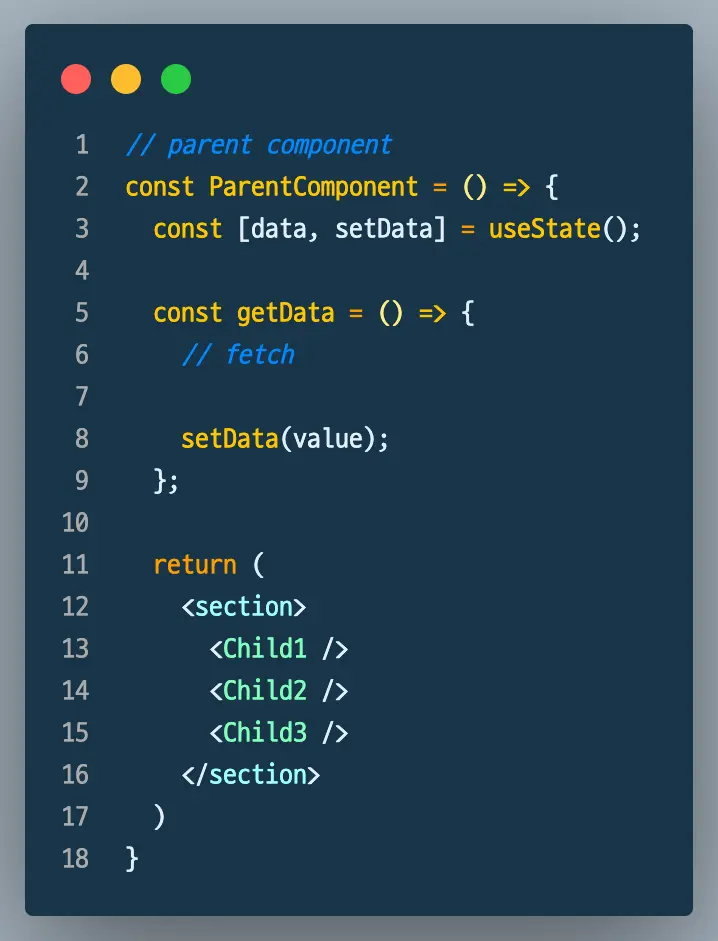 1 // parent component
2 const ParentComponent = () => {
3   const [data, setData] = useState();
4
5   const getData = () => {
6     // fetch
7
8     setData(value);
9   };
10
11   return (
12     <section>
13       <Child1 />
14       <Child2 />
15       <Child3 />
16     </section>
17   )
18 }